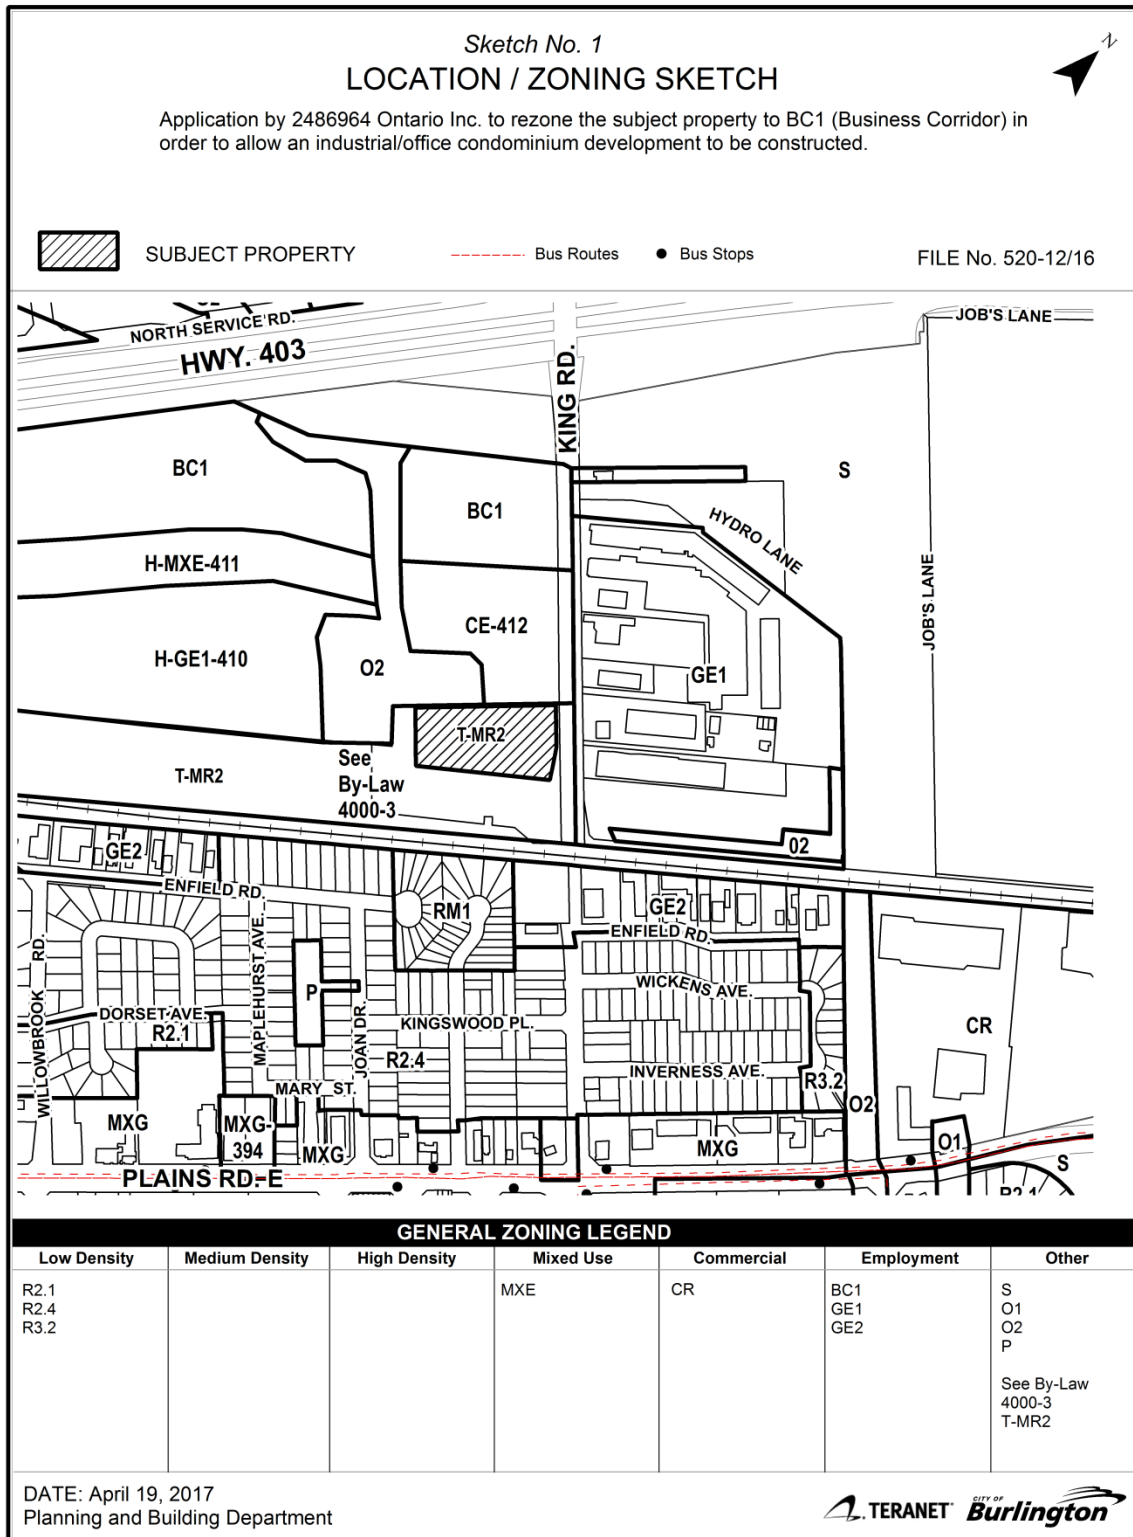 Sketch No. 1
LOCATION / ZONING SKETCH
N
Application by 2486964 Ontario Inc. to rezone the subject property to BC1 (Business Corridor) in
order to allow an industrial/office condominium development to be constructed.
SUBJECT PROPERTY
Bus Routes
Bus Stops
FILE No. 520-12/16
NORTH SERVICE RD.
HWY. 403
KING RD.
JOB'S LANE
BC1
BC1
S
HYDRO LANE
H-MXE-411
JOB'S LANE
CE-412
H-GE1-410
O2
GE1
T-MR2
See
By-Law
4000-3
T-MR2
02
GE2
ENFIELD RD.
RM1
GE2
ENFIELD RD.
WILLOWBROOK RD.
MAPLEHURST AVE.
P
JOAN DR.
WICKENS AVE.
DORSET AVE.
R2.1
KINGSWOOD PL.
CR
R2.4
INVERNESS AVE.
R3.2
MARY ST.
O2
MXG
MXG-
394
MXG
MXG
O1
S
PLAINS RD. E
R2.1
GENERAL ZONING LEGEND
Low Density
Medium Density
High Density
Mixed Use
Commercial
Employment
Other
R2.1
R2.4
R3.2
MXE
CR
BC1
GE1
GE2
S
O1
O2
P
See By-Law
4000-3
T-MR2
DATE: April 19, 2017
Planning and Building Department
TERANET
CITY OF
Burlington